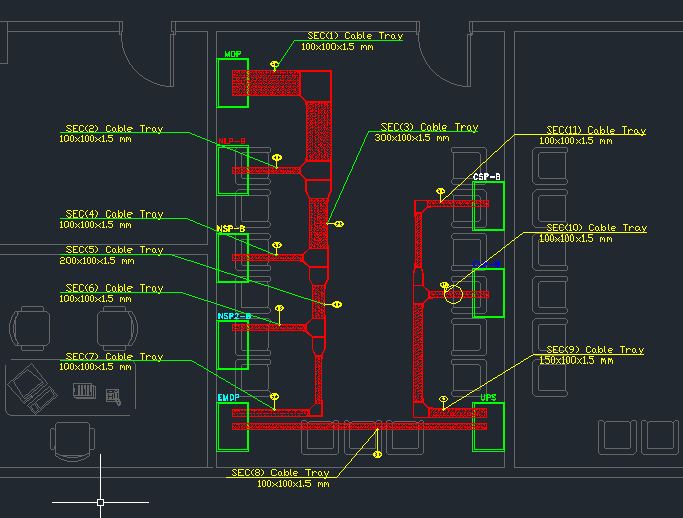 SEC(1) Cable Tray
100x100x1.5 mm
MDP
SEC(2) Cable Tray
100x100x1.5 mm
SEC(3) Cable Tray
300x100x1.5 mm
SEC(11) Cable Tray
100x100x1.5 mm
CSP-B
SEC(4) Cable Tray
100x100x1.5 mm
NSP-B
SEC(10) Cable Tray
100x100x1.5 mm
SEC(5) Cable Tray
200x100x1.5 mm
SEC(6) Cable Tray
100x100x1.5 mm
NSP2-B
SEC(7) Cable Tray
100x100x1.5 mm
SEC(9) Cable Tray
150x100x1.5 mm
EMDP
UPS
SEC(8) Cable Tray
100x100x1.5 mm